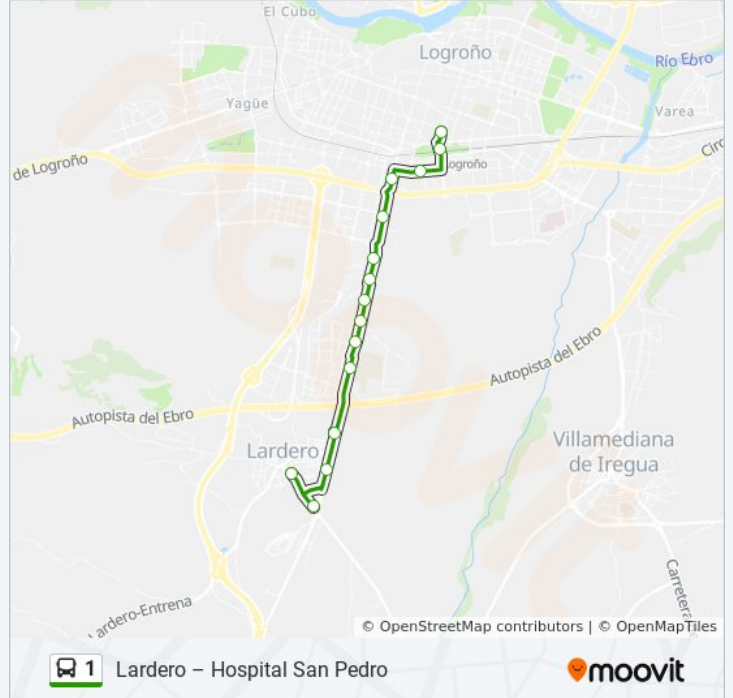 El Cubo
Logroño
Río Ebro
Yagüe
Varea
Logroño
de Logroño
Circ
Autopista del Ebro
Autopista del Ebro
Lardero
Villamediana
de Iregua
Lardero-Entrena
Carretera
© OpenStreetMap contributors | © OpenMapTiles
1 Lardero – Hospital San Pedro
moovit
moovit